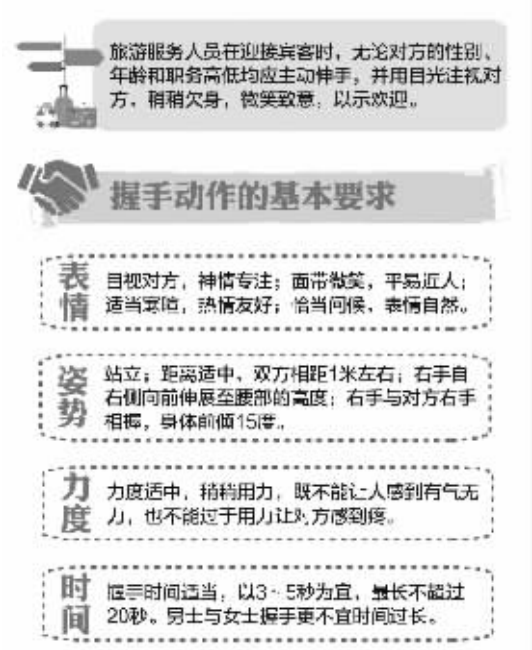 旅游服务人员在迎接宾客时，无论对方的性别、
年龄和职务高低均应主动伸手，并用目光注视对
方、稍稍欠身，微笑致意，以示欢迎。
握手动作的基本要求
表情
目视对方，神情专注；面带微笑，平易近人；
适当寒暄，热情友好；恰当问候、表情自然。
姿势
站立；距离适中、双方相距1米左右；右手自
右侧向前伸展至腰部的高度；右手与对方右手
相握，身体前倾15度。
力度
力度适中，稍稍用力，既不能让人感到有气无
力，也不能过于用力让对方感到疼。
时间
握手时间适当，以3~5秒为宜，最长不超过
20秒。男士与女士握手更不宜时间过长。